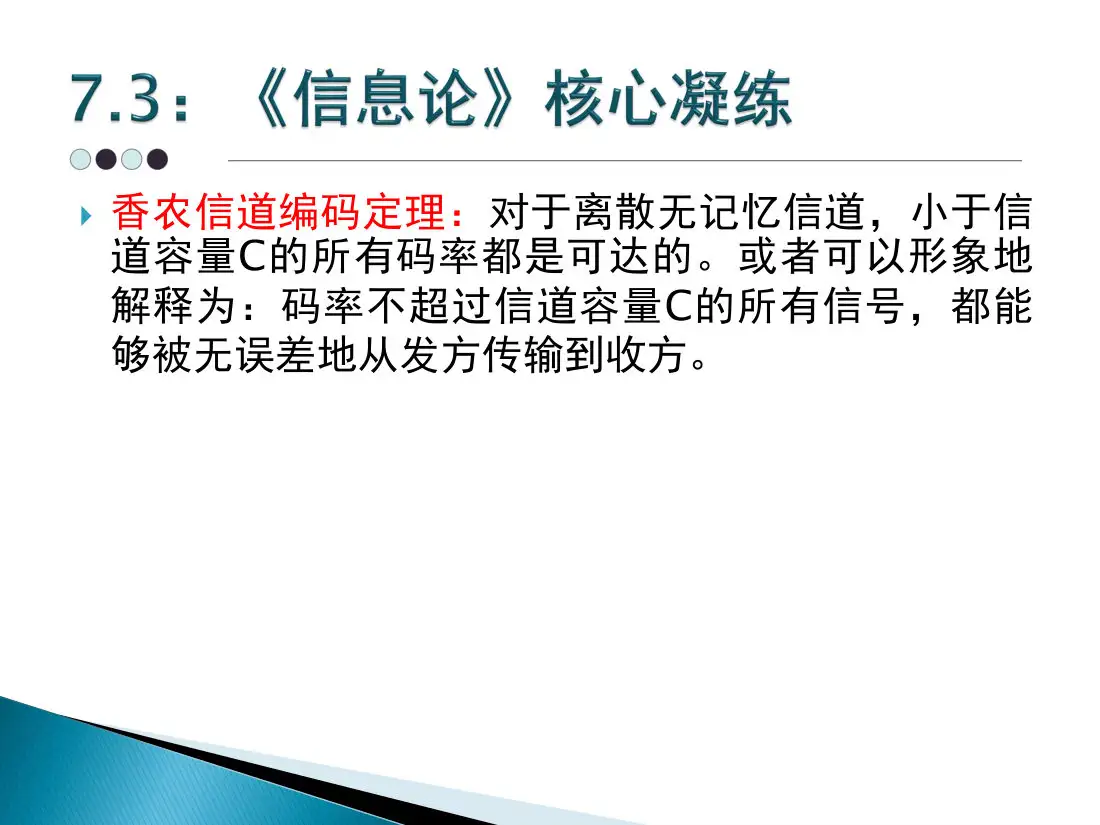 7.3：《信息论》核心凝练
香农信道编码定理：对于离散无记忆信道，小于信
道容量C的所有码率都是可达的。或者可以形象地
解释为：码率不超过信道容量C的所有信号，都能
够被无误差地从发方传输到收方。